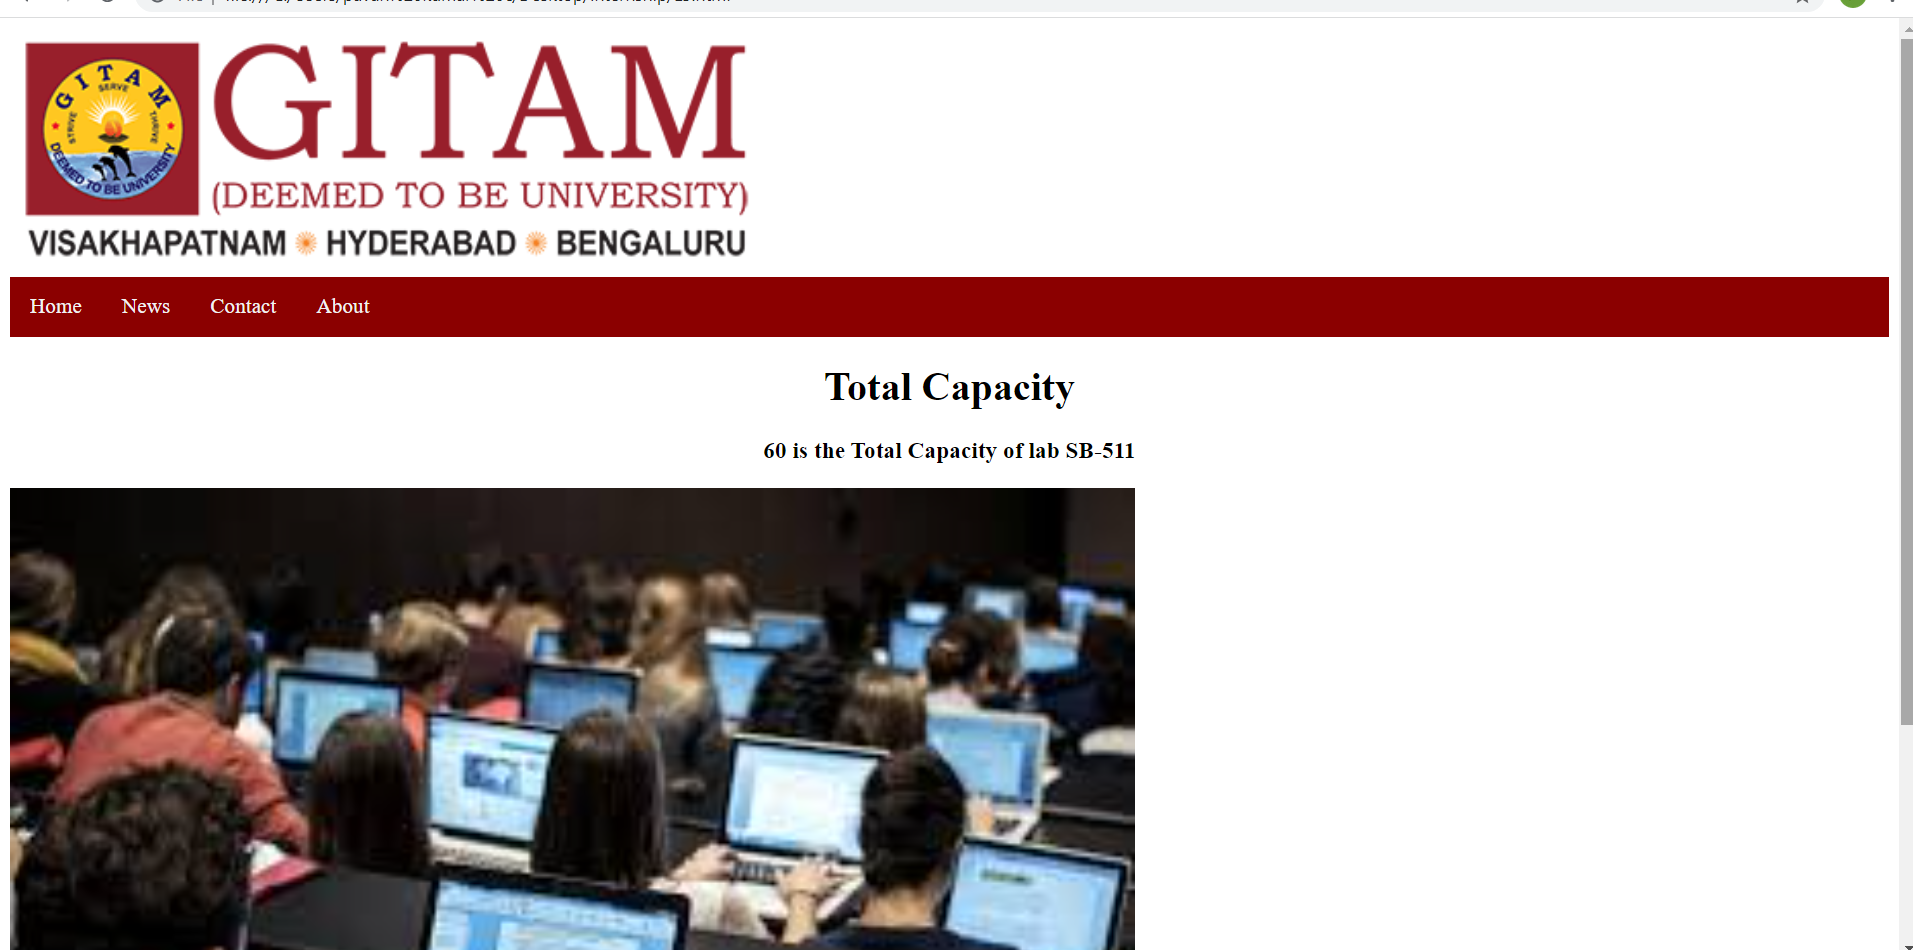 GITAM
SERVE
STRIVE
THRIVE
DEEMED TO BE UNIVERSITY
GITAM
(DEEMED TO BE UNIVERSITY)
VISAKHAPATNAM HYDERABAD BENGALURU
Home News Contact About
Total Capacity
60 is the Total Capacity of lab SB-511